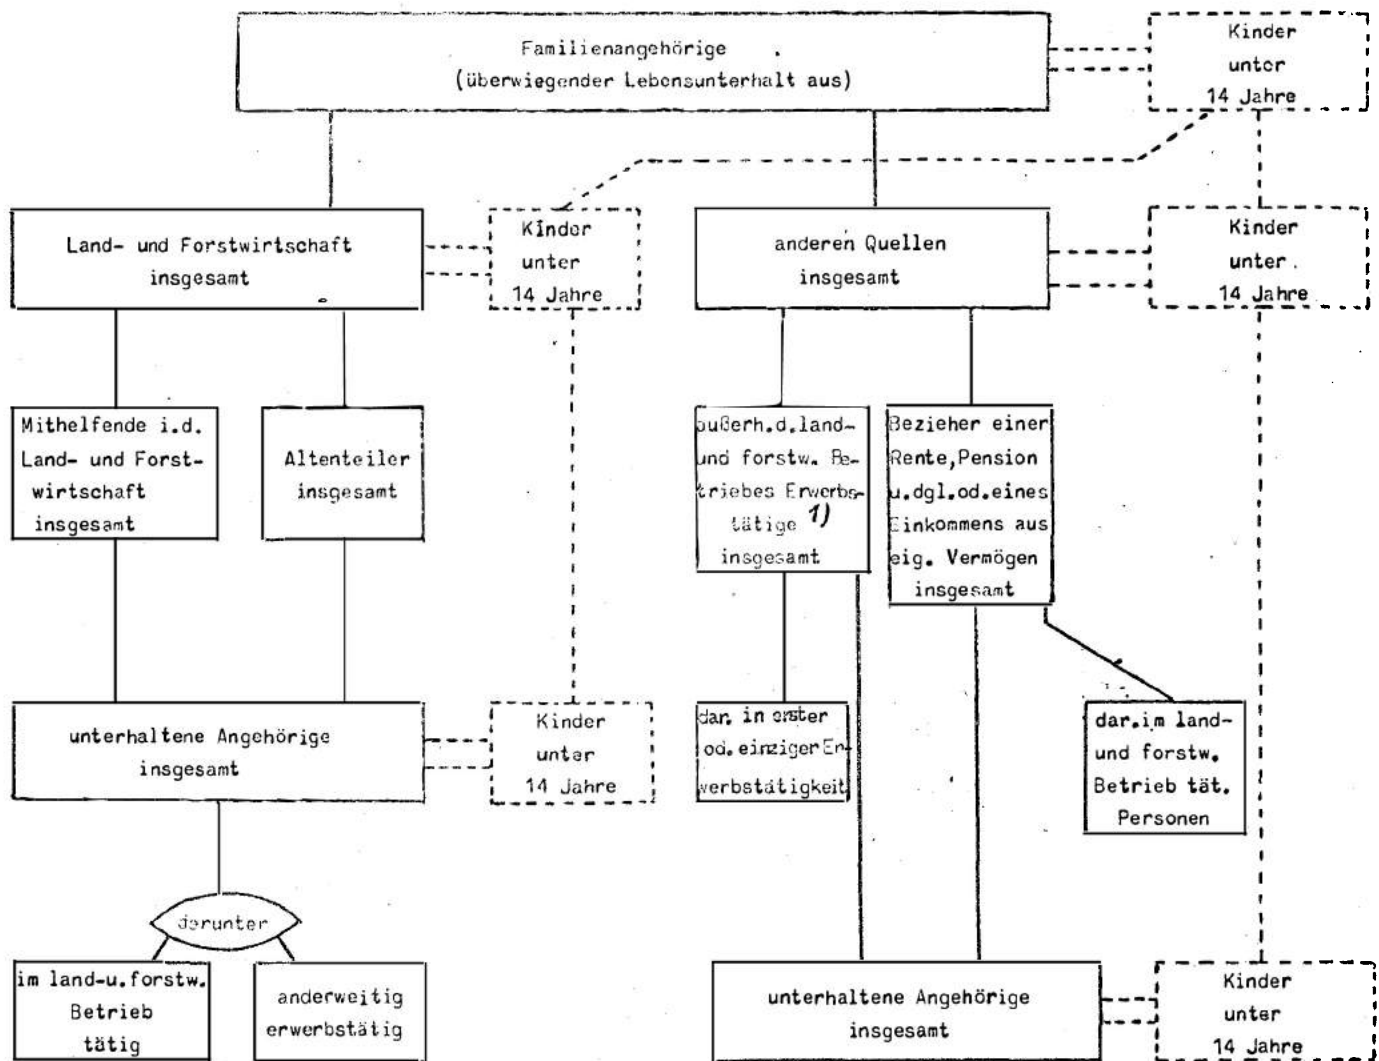 Familienangehörige
(überwiegender Lebensunterhalt aus)
Kinder
unter
14 Jahre
Land- und Forstwirtschaft
insgesamt
Kinder
unter
14 Jahre
anderen Quellen
insgesamt
Kinder
unter.
14 Jahre
Mithelfende i.d.
Land- und Forst-
wirtschaft
insgesamt
Altenteiler
insgesamt
außerh.d.land-
und forstw. Be-
triebes Erwerbs-
tätige 1)
insgesamt
Bezieher einer
Rente,Pension
u.dgl.od.eines
Einkommens aus
eig. Vermögen
insgesamt
unterhaltene Angehörige
insgesamt
Kinder
unter
14 Jahre
dar. in erster
od.einziger Er-
werbstätigkeit
dar.im land-
und forstw.
Betrieb tät.
Personen
darunter
im land-u.forstw.
Betrieb
tätig
anderweitig
erwerbstätig
unterhaltene Angehörige
insgesamt
Kinder
unter
14 Jahre